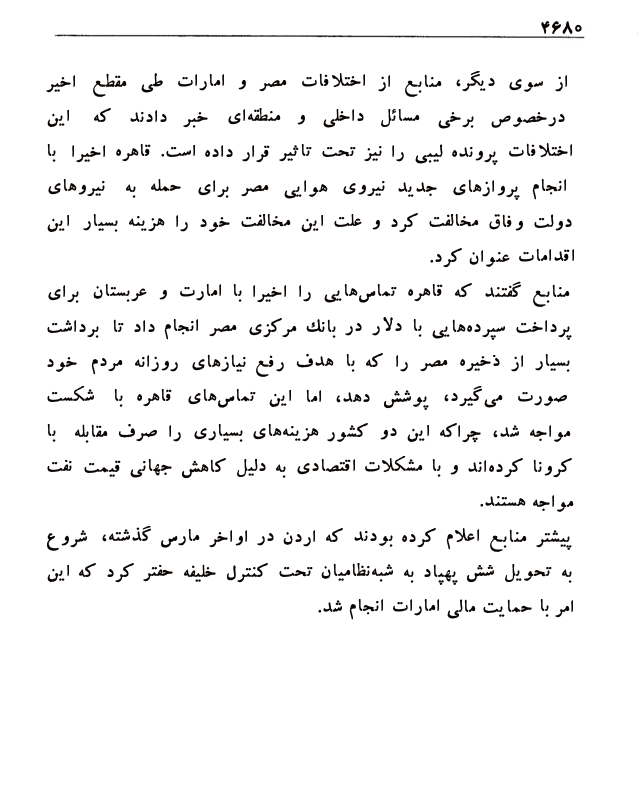 ۴۶۸۰
از سوی دیگر، منابع از اختلافات مصر و امارات طی مقطع اخیر
درخصوص برخی مسائل داخلی و منطقه‌ای خبر دادند که این
اختلافات پرونده لیبی را نیز تحت تاثیر قرار داده است. قاهره اخیرا با
انجام پروازهای جدید نیروی هوایی مصر برای حمله به نیروهای
دولت وفاق مخالفت کرد و علت این مخالفت خود را هزینه بسیار این
اقدامات عنوان کرد.
منابع گفتند که قاهره تماس‌هایی را اخیرا با امارت و عربستان برای
پرداخت سپرده‌هایی با دلار در بانک مرکزی مصر انجام داد تا برداشت
بسیار از ذخیره مصر را که با هدف رفع نیازهای روزانه مردم خود
صورت می‌گیرد، پوشش دهد، اما این تماس‌های قاهره با شکست
مواجه شد، چراکه این دو کشور هزینه‌های بسیاری را صرف مقابله با
کرونا کرده‌اند و با مشکلات اقتصادی به دلیل کاهش جهانی قیمت نفت
مواجه هستند.
پیشتر منابع اعلام کرده بودند که اردن در اواخر مارس گذشته، شروع
به تحویل شش پهپاد به شبه‌نظامیان تحت کنترل خلیفه حفتر کرد که این
امر با حمایت مالی امارات انجام شد.